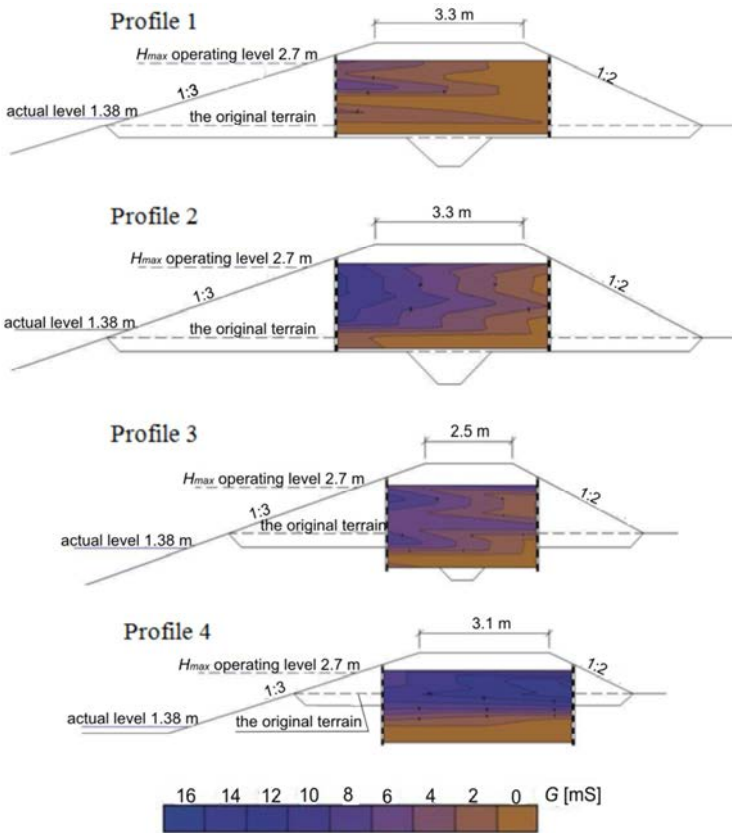 Profile 1
3.3 m
Hmax operating level 2.7 m
1:3
1:2
actual level 1.38 m
the original terrain
Profile 2
3.3 m
Hmax operating level 2.7 m
1:3
1:2
actual level 1.38 m
the original terrain
Profile 3
2.5 m
Hmax operating level 2.7 m
1:3
1:2
the original terrain
actual level 1.38 m
Profile 4
3.1 m
Hmax operating level 2.7 m
1:3
1:2
actual level 1.38 m
the original terrain
16 14 12 10 8 6 4 2 0 G [mS]